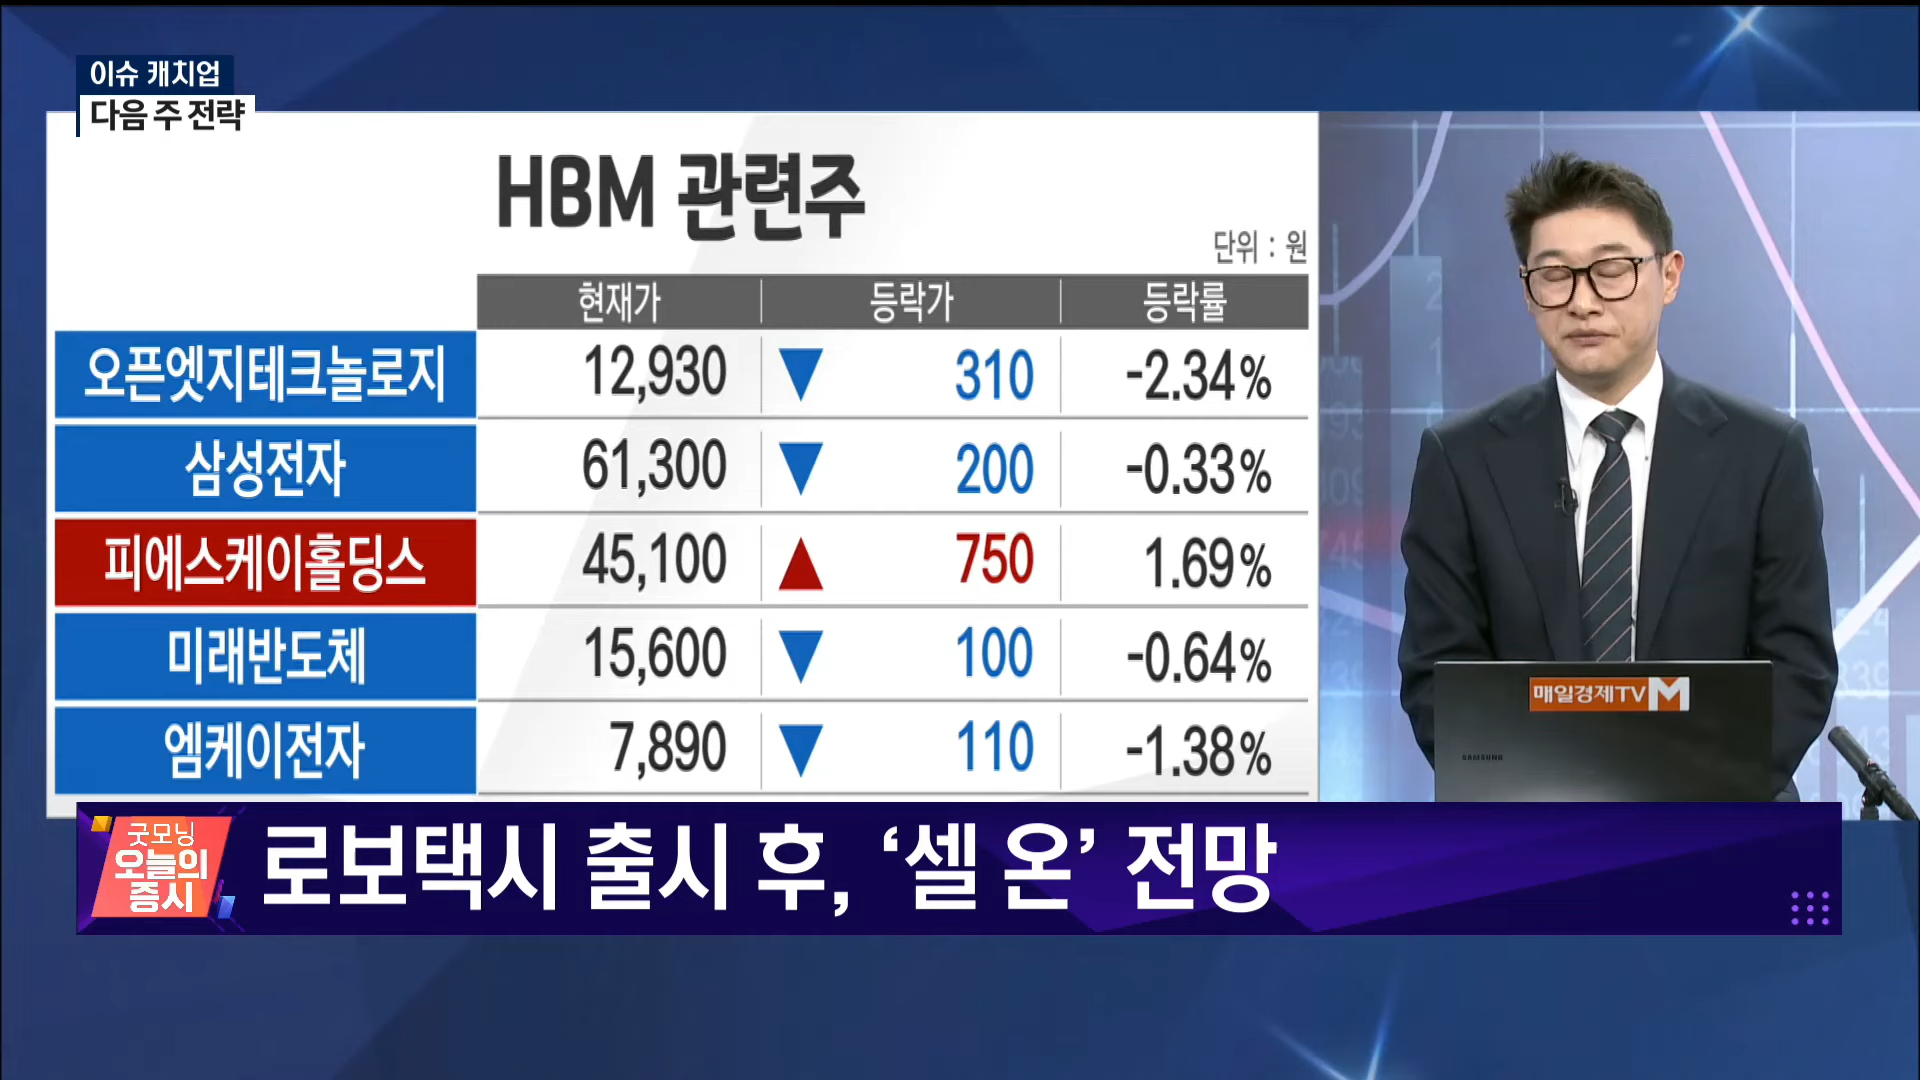 이슈 캐치업
다음 주 전략
HBM 관련주
단위 : 원
현재가 등락가 등락률
오픈엣지테크놀로지 12,930 ▼ 310 -2.34%
삼성전자 61,300 ▼ 200 -0.33%
피에스케이홀딩스 45,100 ▲ 750 1.69%
미래반도체 15,600 ▼ 100 -0.64%
엠케이전자 7,890 ▼ 110 -1.38%
매일경제TV M
SAMSUNG
굿모닝
오늘의
증시
로보택시 출시 후, ‘셀 온’ 전망